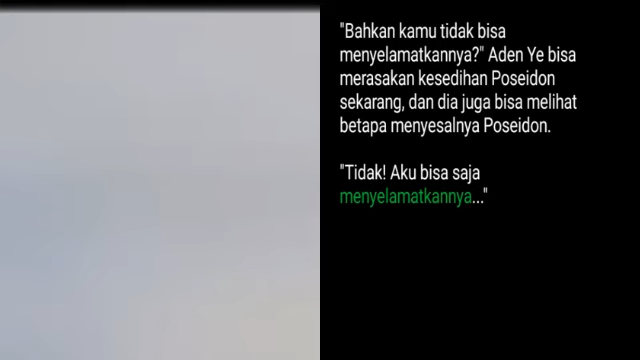 "Bahkan kamu tidak bisa
menyelamatkannya?" Aden Ye bisa
merasakan kesedihan Poseidon
sekarang, dan dia juga bisa melihat
betapa menyesalnya Poseidon.
"Tidak! Aku bisa saja
menyelamatkannya..."